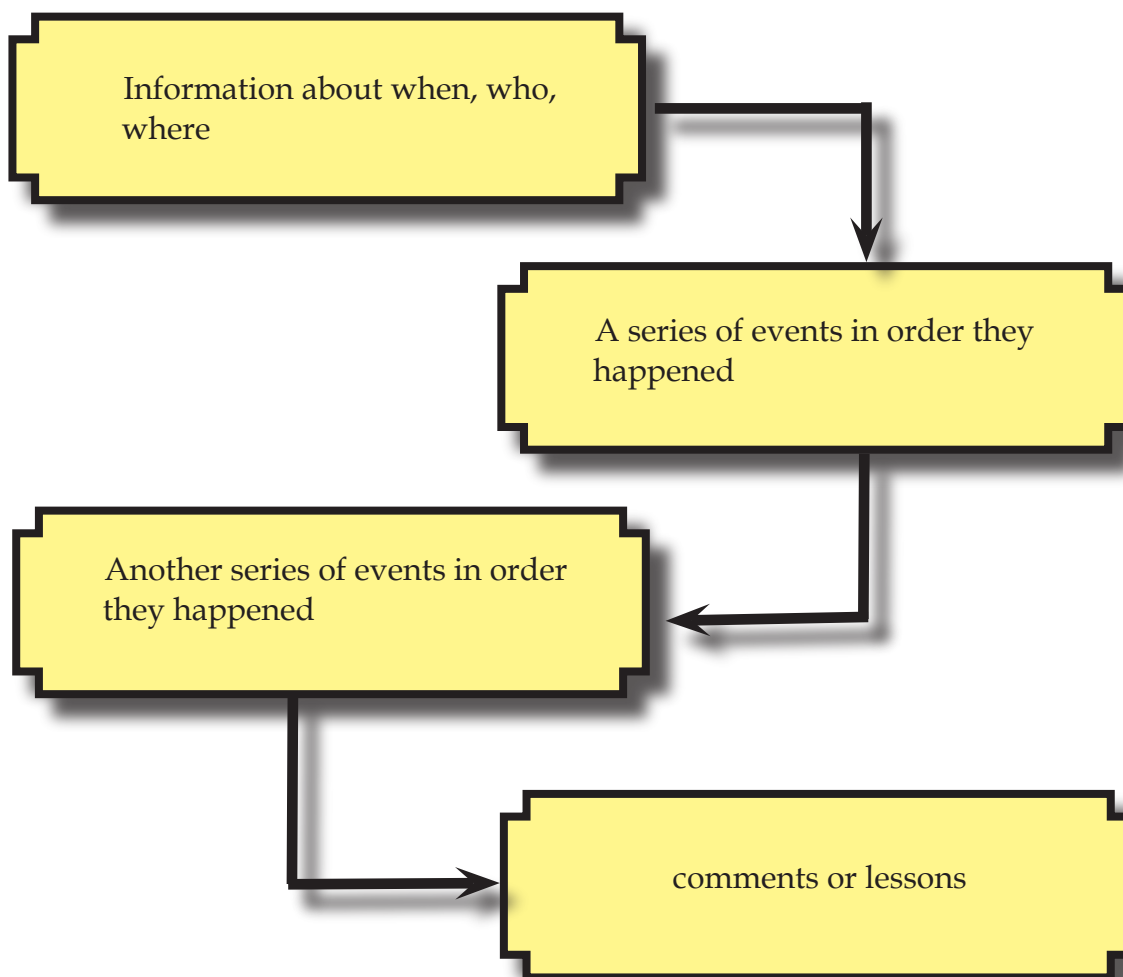 Information about when, who,
where
A series of events in order they
happened
Another series of events in order
they happened
comments or lessons